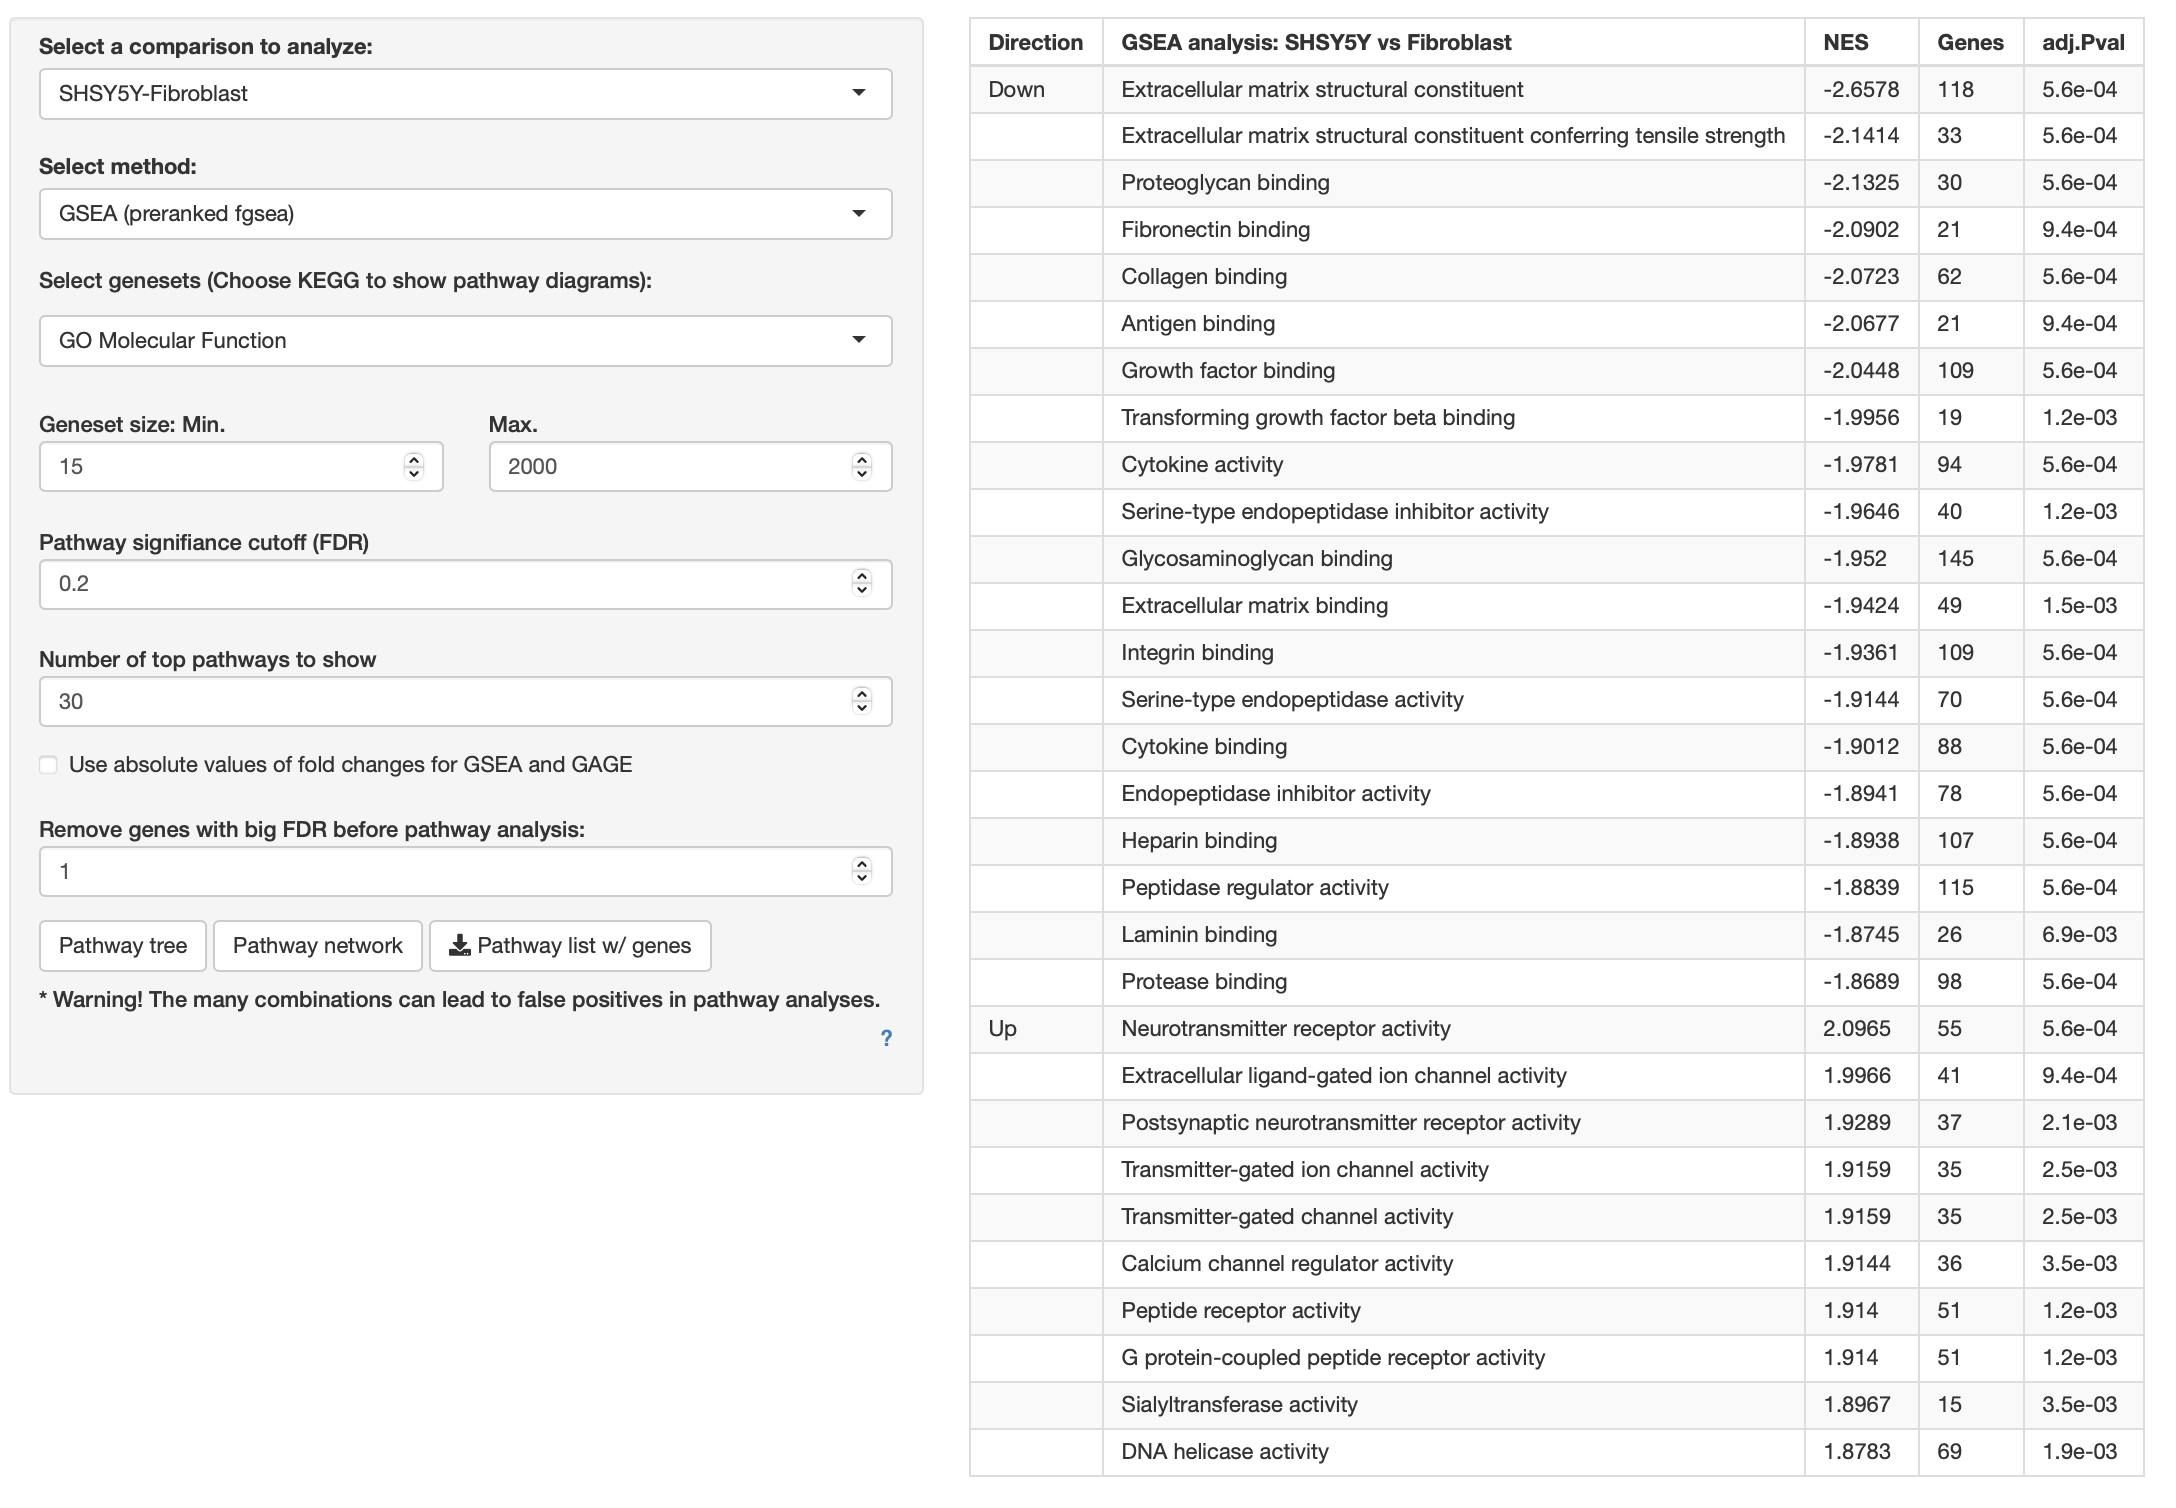 Select a comparison to analyze:
SHSY5Y-Fibroblast
Select method:
GSEA (preranked fgsea)
Select genesets (Choose KEGG to show pathway diagrams):
GO Molecular Function
Geneset size: Min. Max.
15 2000
Pathway signifiance cutoff (FDR)
0.2
Number of top pathways to show
30
Use absolute values of fold changes for GSEA and GAGE
Remove genes with big FDR before pathway analysis:
1
Pathway tree Pathway network Pathway list w/ genes
* Warning! The many combinations can lead to false positives in pathway analyses.
?
Direction GSEA analysis: SHSY5Y vs Fibroblast NES Genes adj.Pval
Down Extracellular matrix structural constituent -2.6578 118 5.6e-04
Extracellular matrix structural constituent conferring tensile strength -2.1414 33 5.6e-04
Proteoglycan binding -2.1325 30 5.6e-04
Fibronectin binding -2.0902 21 9.4e-04
Collagen binding -2.0723 62 5.6e-04
Antigen binding -2.0677 21 9.4e-04
Growth factor binding -2.0448 109 5.6e-04
Transforming growth factor beta binding -1.9956 19 1.2e-03
Cytokine activity -1.9781 94 5.6e-04
Serine-type endopeptidase inhibitor activity -1.9646 40 1.2e-03
Glycosaminoglycan binding -1.952 145 5.6e-04
Extracellular matrix binding -1.9424 49 1.5e-03
Integrin binding -1.9361 109 5.6e-04
Serine-type endopeptidase activity -1.9144 70 5.6e-04
Cytokine binding -1.9012 88 5.6e-04
Endopeptidase inhibitor activity -1.8941 78 5.6e-04
Heparin binding -1.8938 107 5.6e-04
Peptidase regulator activity -1.8839 115 5.6e-04
Laminin binding -1.8745 26 6.9e-03
Protease binding -1.8689 98 5.6e-04
Up Neurotransmitter receptor activity 2.0965 55 5.6e-04
Extracellular ligand-gated ion channel activity 1.9966 41 9.4e-04
Postsynaptic neurotransmitter receptor activity 1.9289 37 2.1e-03
Transmitter-gated ion channel activity 1.9159 35 2.5e-03
Transmitter-gated channel activity 1.9159 35 2.5e-03
Calcium channel regulator activity 1.9144 36 3.5e-03
Peptide receptor activity 1.914 51 1.2e-03
G protein-coupled peptide receptor activity 1.914 51 1.2e-03
Sialyltransferase activity 1.8967 15 3.5e-03
DNA helicase activity 1.8783 69 1.9e-03